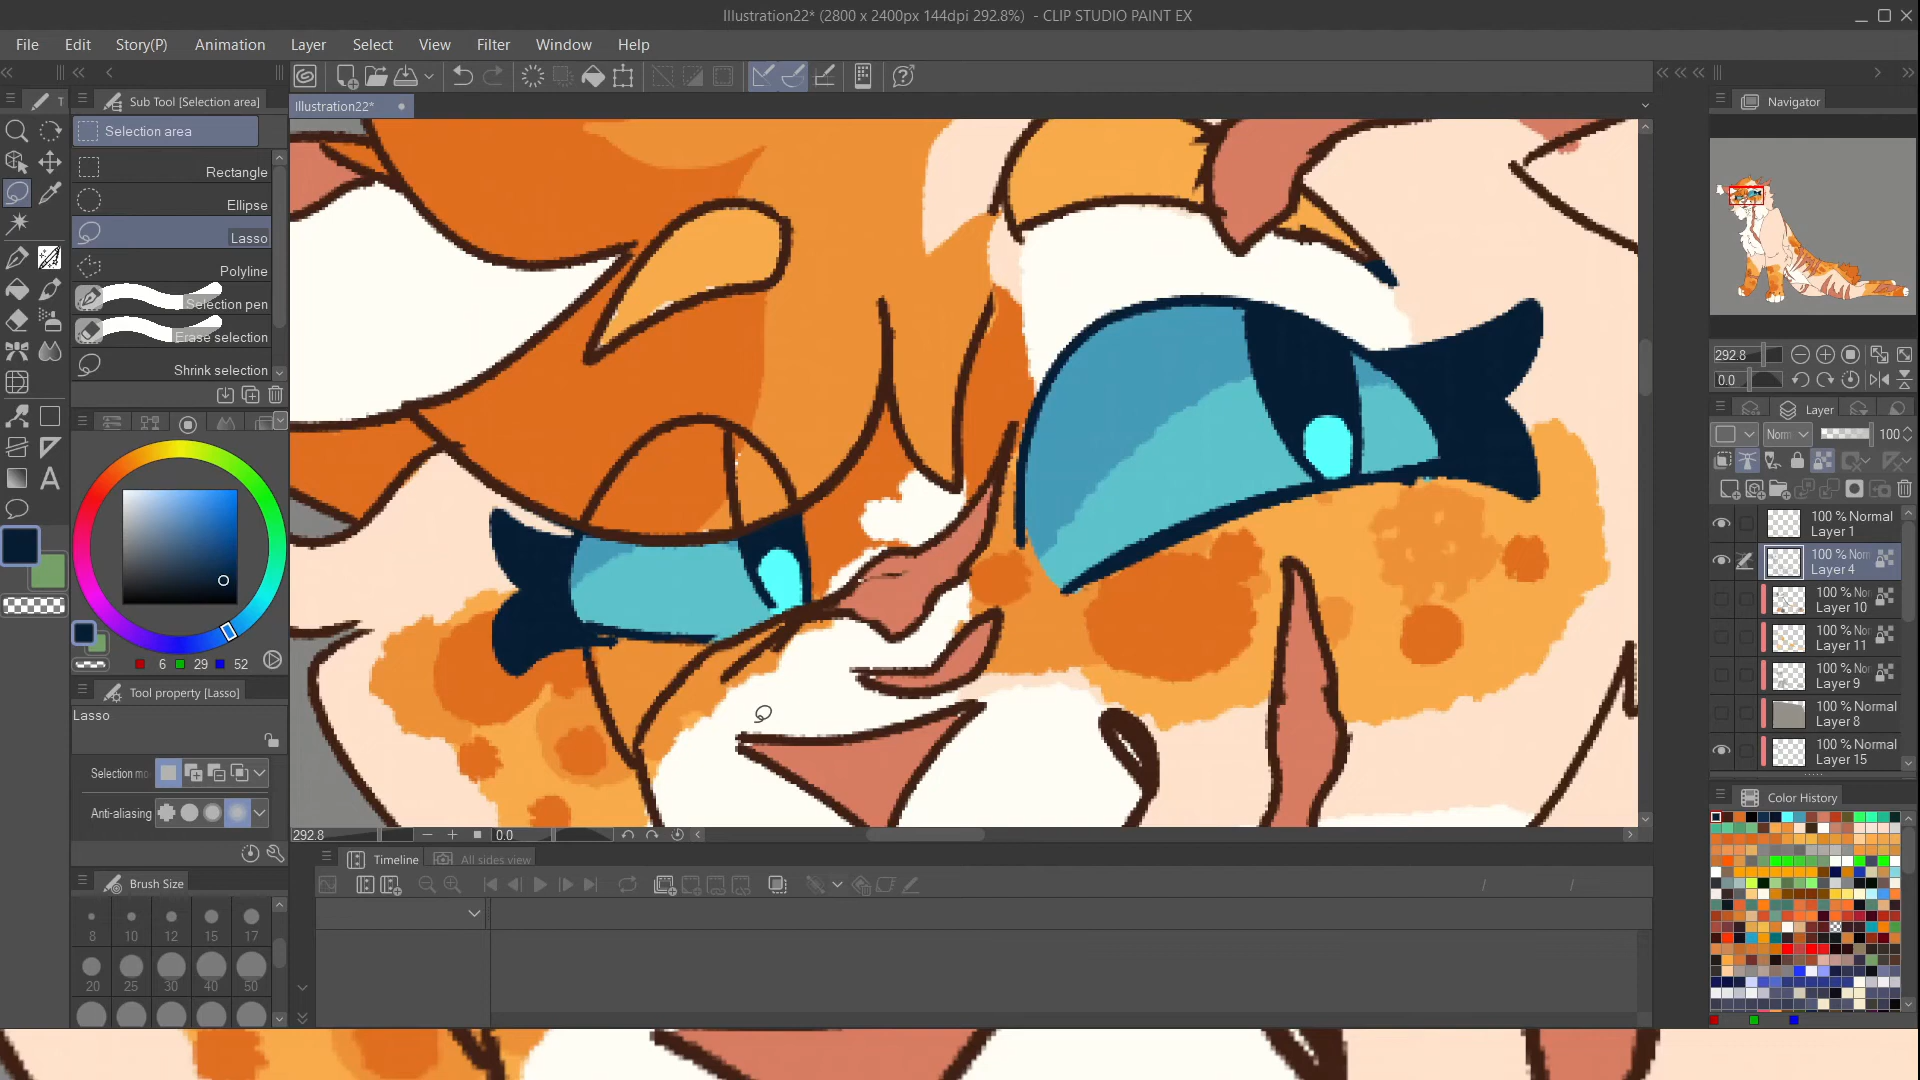 Illustration22* (2800 x 2400px 144dpi 292.8%) - CLIP STUDIO PAINT EX
File Edit Story(P) Animation Layer Select View Filter Window Help
T
Sub Tool [Selection area]
Illustration22*
Navigator
Selection area
Rectangle
Ellipse
Lasso
Polyline
Selection pen
Erase selection
Shrink selection
292.8
0.0
Layer
Norm 100
100 % Normal
Layer 1
100 % Nor
Layer 4
100 % Nor
Layer 10
100 % Nor
Layer 11
100 % Nor
Layer 9
100 % Normal
Layer 8
100 % Normal
Layer 15
6 29 52
Tool property [Lasso]
Lasso
Selection mo
Anti-aliasing
Color History
292.8 0.0
Timeline All sides view
Brush Size
/ /
8 10 12 15 17
20 25 30 40 50
A